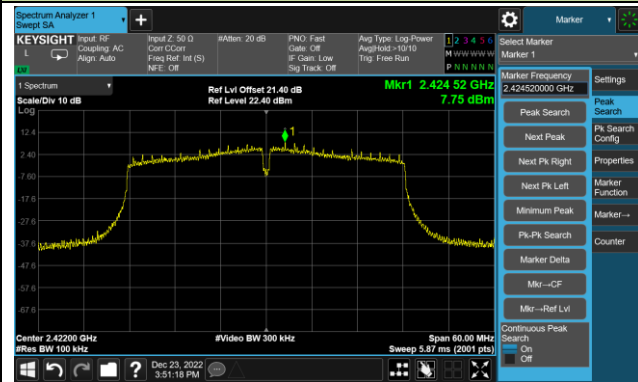 Spectrum Analyzer 1
Swept SA
Marker
KEYSIGHT
L
Input: RF
Coupling: AC
Align: Auto
Input Z: 50 Ω
Corr CCorr
Freq Ref: Int (S)
NFE: Off
#Atten: 20 dB
PNO: Fast
Gate: Off
IF Gain: Low
Sig Track: Off
Avg Type: Log-Power
Avg|Hold:>10/10
Trig: Free Run
1 2 3 4 5 6
M W W W W W
P N N N N N
Select Marker
Marker 1
1 Spectrum
Scale/Div 10 dB
Log
Ref Lvl Offset 21.40 dB
Ref Level 22.40 dBm
Mkr1 2.424 52 GHz
7.75 dBm
1
12.4
2.40
-7.60
-17.6
-27.6
-37.6
-47.6
-57.6
-67.6
Center 2.42200 GHz
#Res BW 100 kHz
#Video BW 300 kHz
Span 60.00 MHz
Sweep 5.87 ms (2001 pts)
Marker Frequency
2.424520000 GHz
Peak Search
Next Peak
Next Pk Right
Next Pk Left
Minimum Peak
Pk-Pk Search
Marker Delta
Mkr→CF
Mkr→Ref Lvl
Continuous Peak
Search
On
Off
Settings
Peak
Search
Pk Search
Config
Properties
Marker
Function
Marker→
Counter
Dec 23, 2022
3:51:18 PM